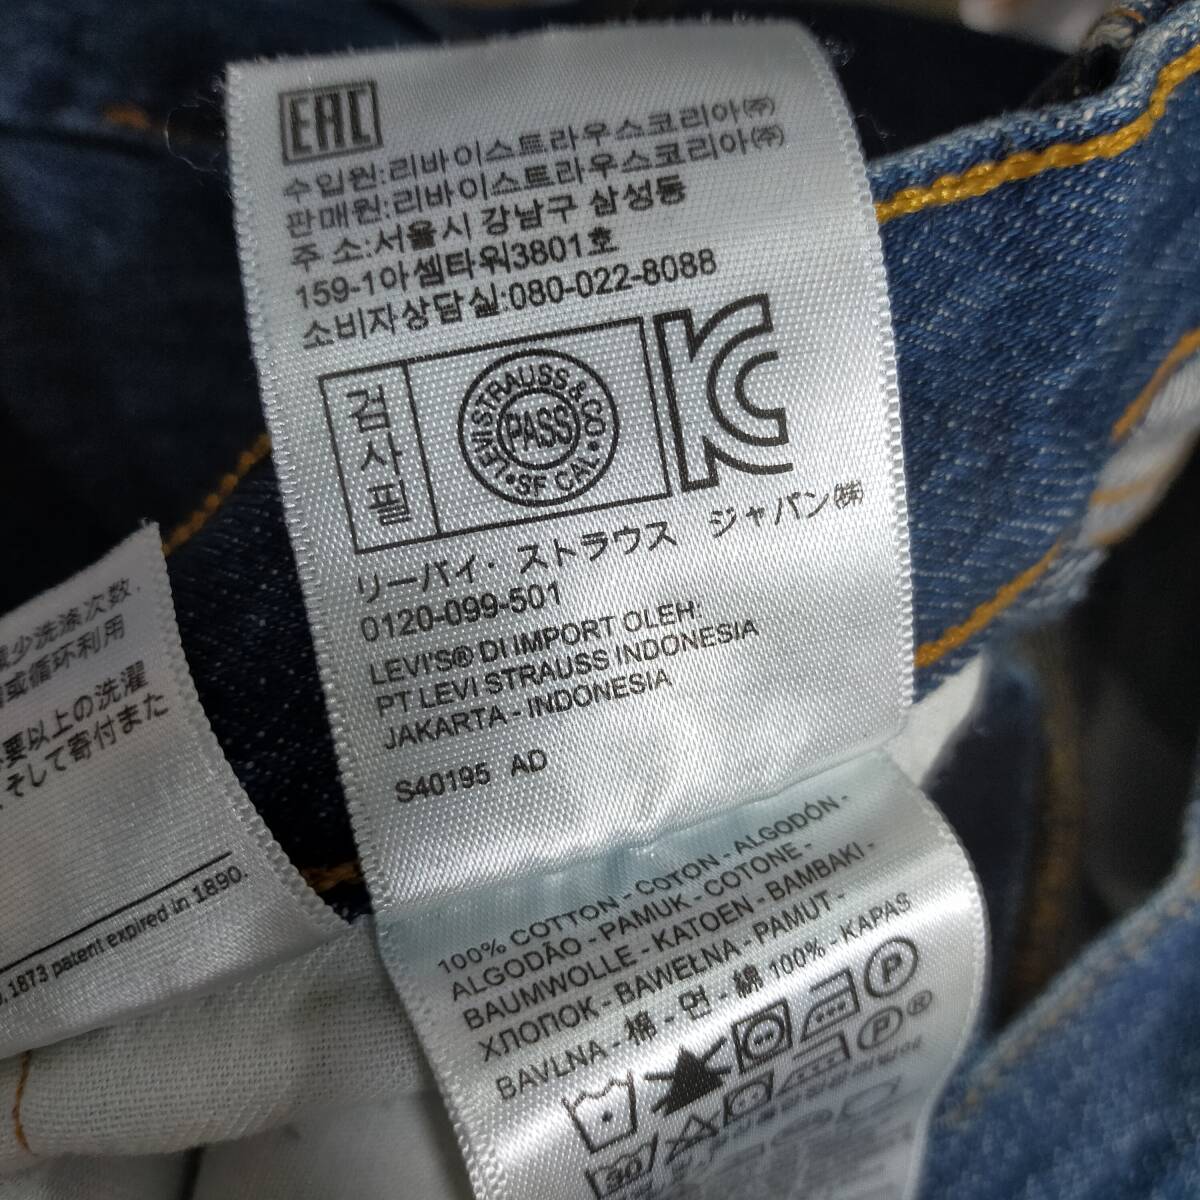 EAC
수입원:리바이스트라우스코리아㈜
판매원:리바이스트라우스코리아㈜
주 소:서울시 강남구 삼성동
159-1아셈타워3801호
소비자상담실:080-022-8088
검사필
LEVI STRAUSS & CO
PASS
SF CAL
リーバイ・ストラウス ジャパン㈱
0120-099-501
LEVI'S® DI IMPORT OLEH:
PT LEVI STRAUSS INDONESIA
JAKARTA - INDONESIA
S40195 AD
少洗涤次数.
或循环利用
要以上の洗濯
そして寄付また
1873 patent expired in 1890.
100% COTTON - COTON - ALGODÓN -
ALGODÃO - PAMUK - COTONE -
BAUMWOLLE - KATOEN - BAMBAKI -
ХЛОПОК - BAWEŁNA - PAMUT -
BAVLNA - 棉 - 면 - 綿 100% - KAPAS
P
P